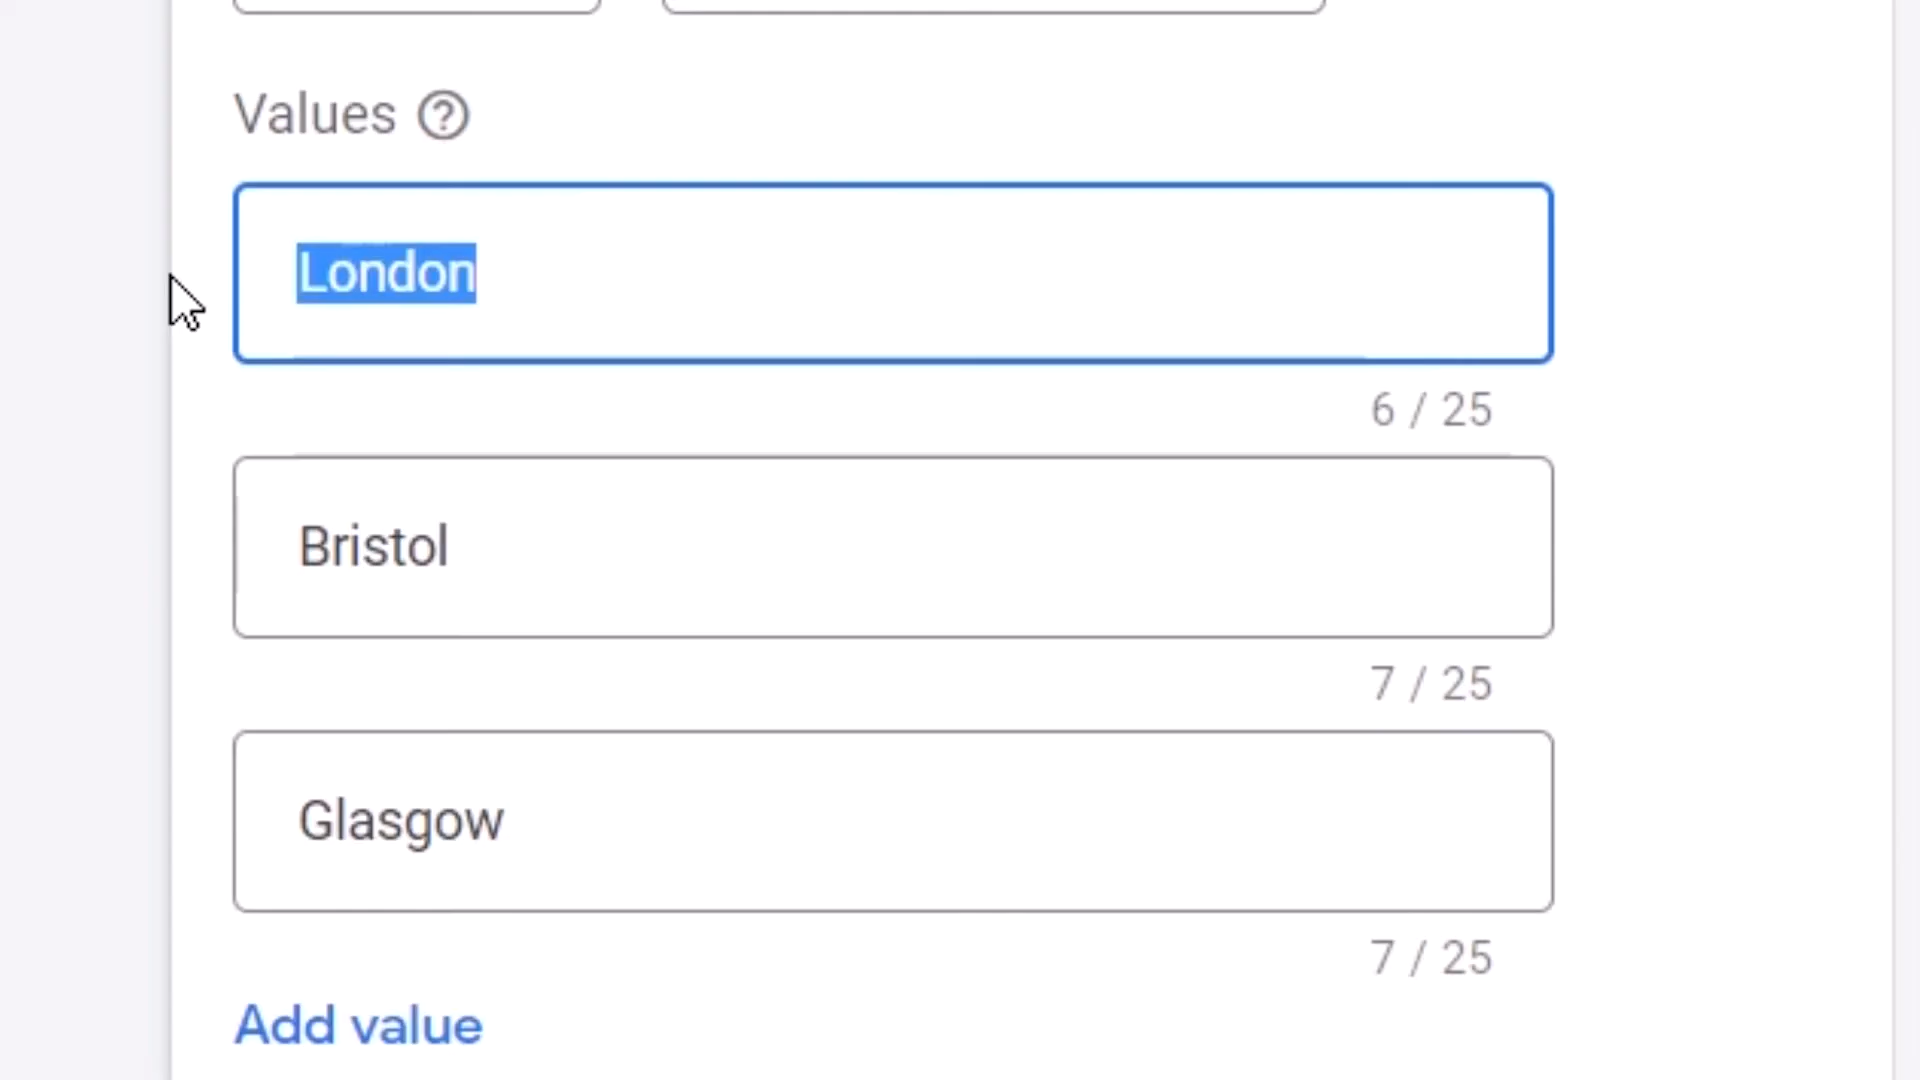 Values ?
London
6 / 25
Bristol
7 / 25
Glasgow
7 / 25
Add value